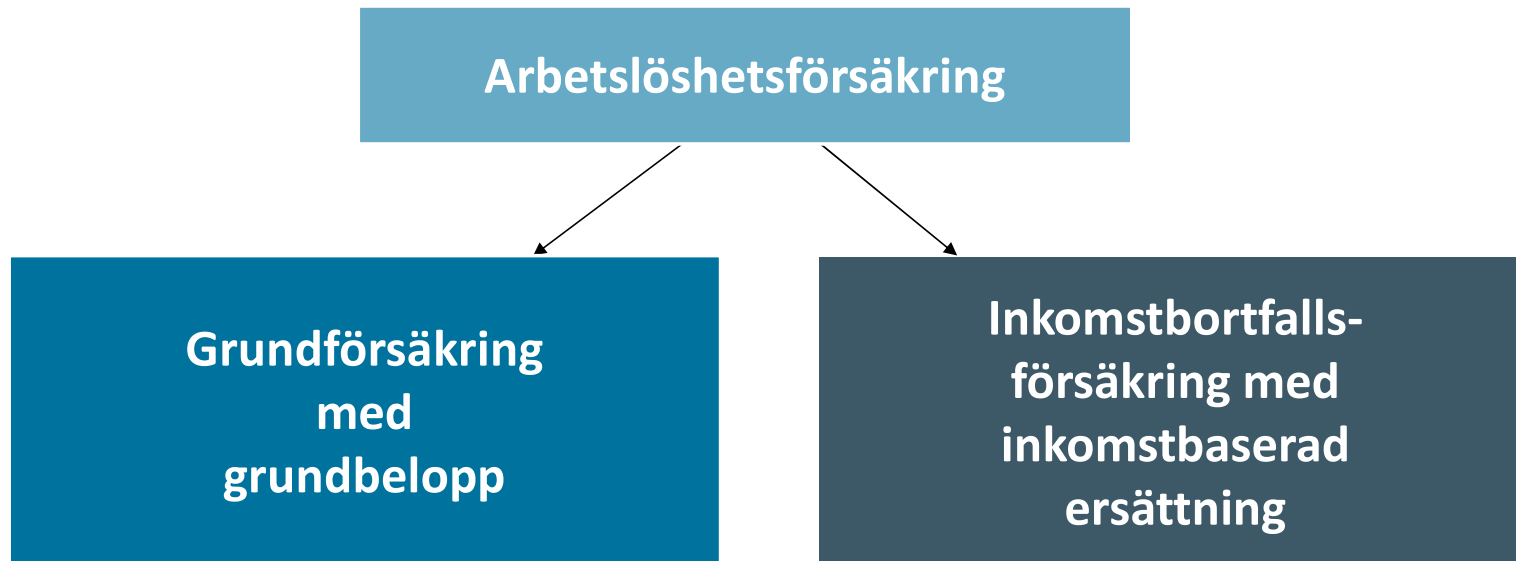 Arbetslöshetsförsäkring
Grundförsäkring
med
grundbelopp
Inkomstbortfalls-
försäkring med
inkomstbaserad
ersättning